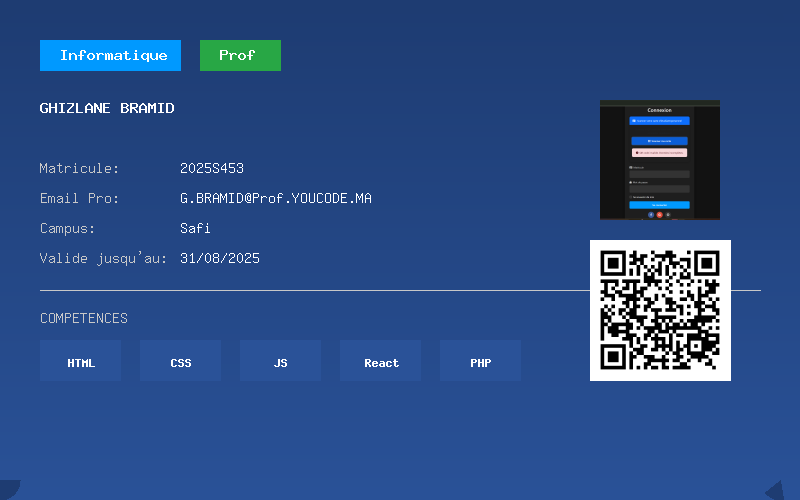 Informatique Prof
GHIZLANE BRAMID
Connexion
Matricule: 2025S453
Email Pro: G.BRAMID@Prof.YOUCODE.MA
Campus: Safi
Valide jusqu'au: 31/08/2025
COMPETENCES
HTML CSS JS React PHP